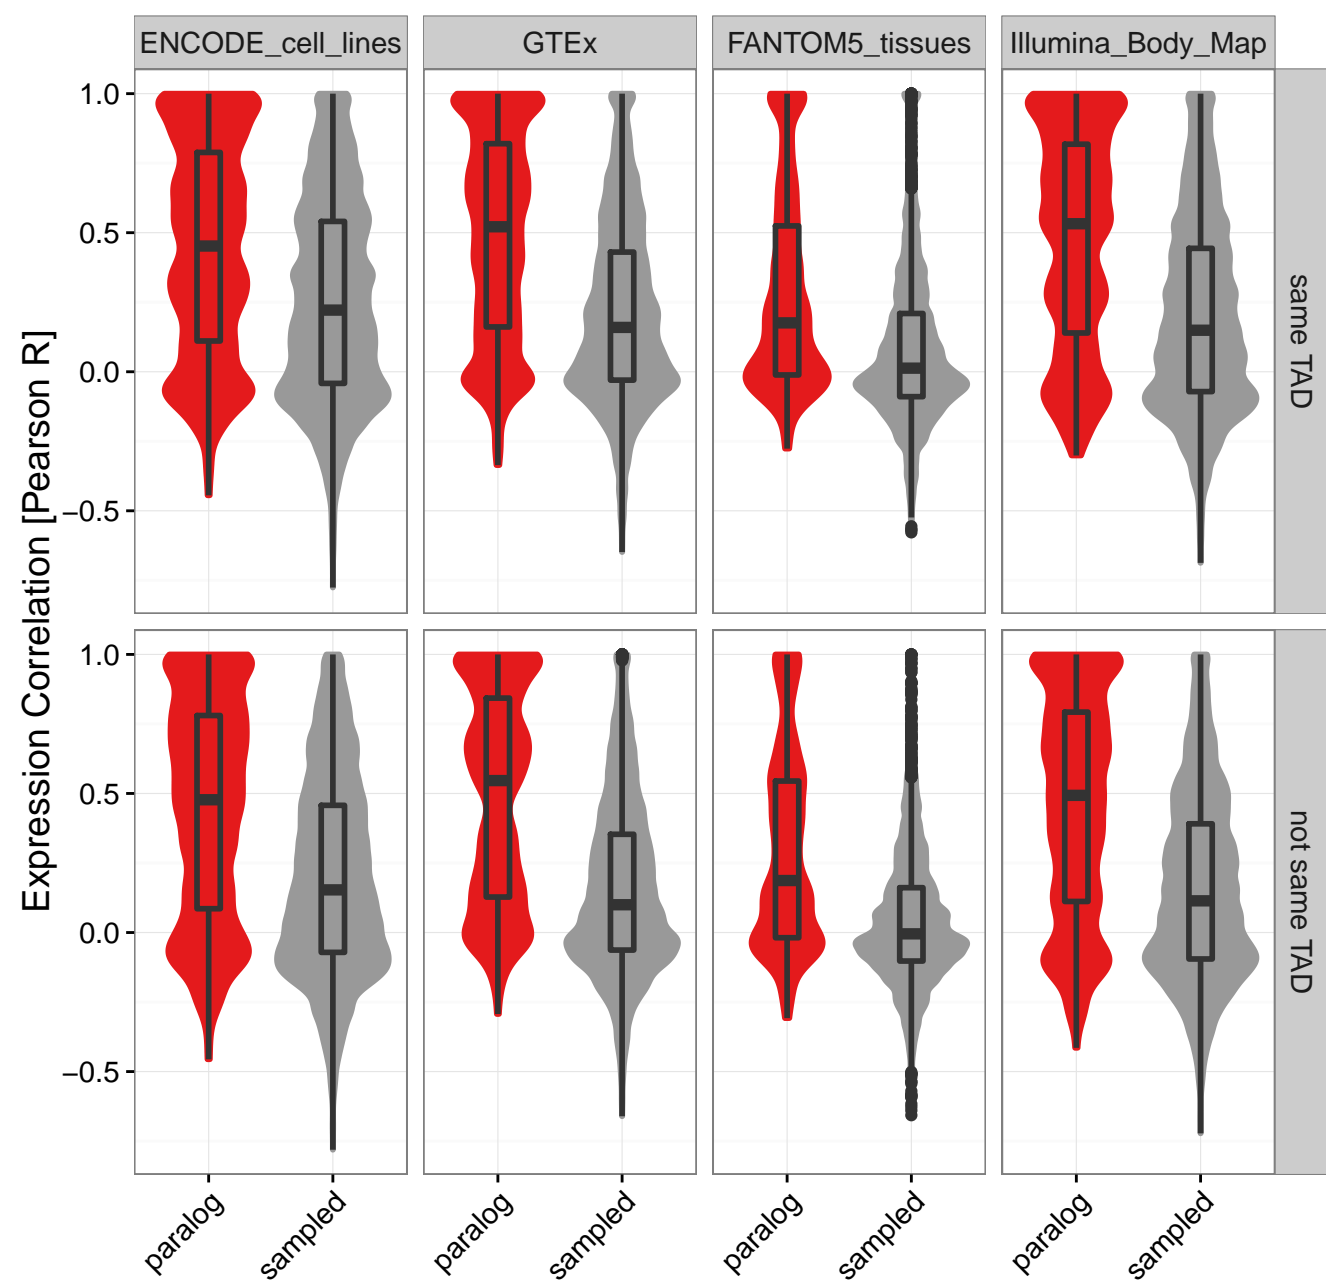 ENCODE_cell_lines GTEx FANTOM5_tissues Illumina_Body_Map
Expression Correlation [Pearson R]
1.0
0.5
0.0
−0.5
same TAD
1.0
0.5
0.0
−0.5
not same TAD
paralog sampled paralog sampled paralog sampled paralog sampled